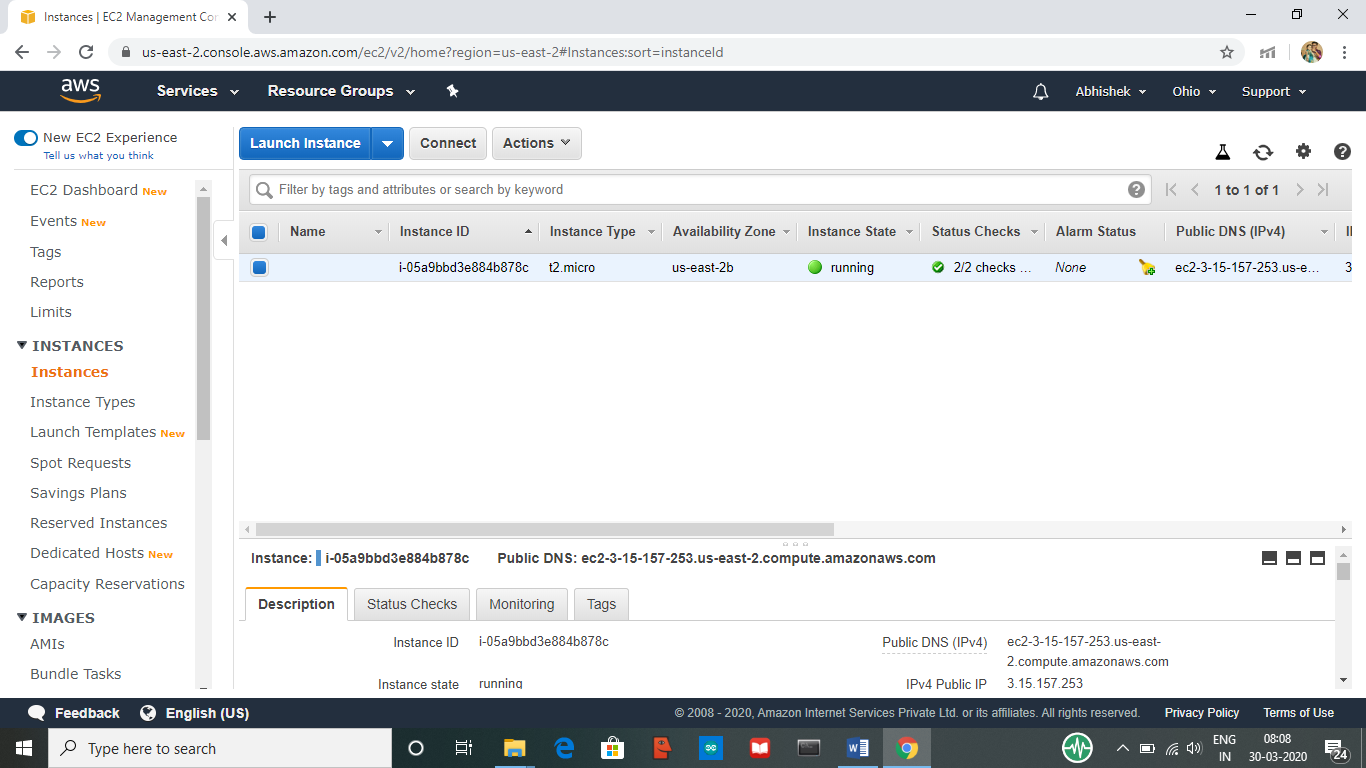 Instances | EC2 Management Con
us-east-2.console.aws.amazon.com/ec2/v2/home?region=us-east-2#Instances:sort=instanceId
aws Services Resource Groups Abhishek Ohio Support
New EC2 Experience
Tell us what you think
EC2 Dashboard New
Events New
Tags
Reports
Limits
INSTANCES
Instances
Instance Types
Launch Templates New
Spot Requests
Savings Plans
Reserved Instances
Dedicated Hosts New
Capacity Reservations
IMAGES
AMIs
Bundle Tasks
Launch Instance Connect Actions
Filter by tags and attributes or search by keyword 1 to 1 of 1
Name Instance ID Instance Type Availability Zone Instance State Status Checks Alarm Status Public DNS (IPv4)
i-05a9bbd3e884b878c t2.micro us-east-2b running 2/2 checks ... None ec2-3-15-157-253.us-e... 3
Instance: i-05a9bbd3e884b878c Public DNS: ec2-3-15-157-253.us-east-2.compute.amazonaws.com
Description Status Checks Monitoring Tags
Instance ID i-05a9bbd3e884b878c Public DNS (IPv4) ec2-3-15-157-253.us-east-
2.compute.amazonaws.com
Instance state running IPv4 Public IP 3.15.157.253
Feedback English (US) © 2008 - 2020, Amazon Internet Services Private Ltd. or its affiliates. All rights reserved. Privacy Policy Terms of Use
Type here to search
ENG
IN
08:08
30-03-2020
24